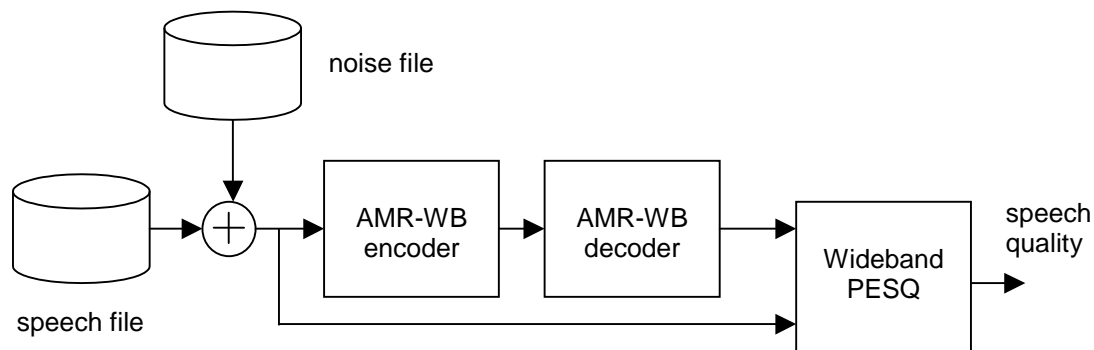 noise file
speech file
AMR-WB
encoder
AMR-WB
decoder
Wideband
PESQ
speech
quality